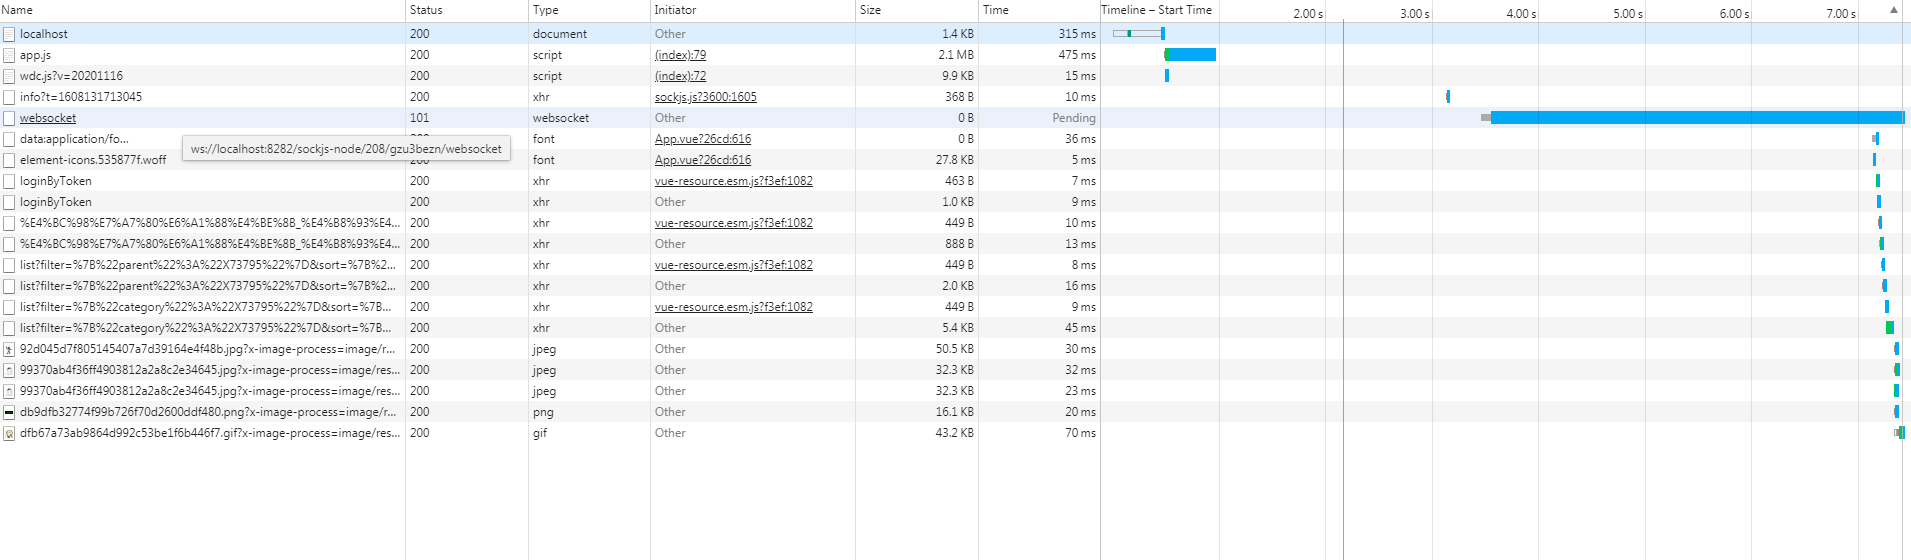 Name Status Type Initiator Size Time Timeline – Start Time 2.00 s 3.00 s 4.00 s 5.00 s 6.00 s 7.00 s
localhost 200 document Other 1.4 KB 315 ms
app.js 200 script (index):79 2.1 MB 475 ms
wdc.js?v=20201116 200 script (index):72 9.9 KB 15 ms
info?t=1608131713045 200 xhr sockjs.js?3600:1605 368 B 10 ms
websocket 101 websocket Other 0 B Pending
data:application/fo... font App.vue?26cd:616 0 B 36 ms
ws://localhost:8282/sockjs-node/208/gzu3bezn/websocket
element-icons.535877f.woff 200 font App.vue?26cd:616 27.8 KB 5 ms
loginByToken 200 xhr vue-resource.esm.js?f3ef:1082 463 B 7 ms
loginByToken 200 xhr Other 1.0 KB 9 ms
%E4%BC%98%E7%A7%80%E6%A1%88%E4%BE%8B_%E4%B8%93%E4... 200 xhr vue-resource.esm.js?f3ef:1082 449 B 10 ms
%E4%BC%98%E7%A7%80%E6%A1%88%E4%BE%8B_%E4%B8%93%E4... 200 xhr Other 888 B 13 ms
list?filter=%7B%22parent%22%3A%22X73795%22%7D&sort=%7B%2... 200 xhr vue-resource.esm.js?f3ef:1082 449 B 8 ms
list?filter=%7B%22parent%22%3A%22X73795%22%7D&sort=%7B%2... 200 xhr Other 2.0 KB 16 ms
list?filter=%7B%22category%22%3A%22X73795%22%7D&sort=%7B... 200 xhr vue-resource.esm.js?f3ef:1082 449 B 9 ms
list?filter=%7B%22category%22%3A%22X73795%22%7D&sort=%7B... 200 xhr Other 5.4 KB 45 ms
92d045d7f805145407a7d39164e4f48b.jpg?x-image-process=image/r... 200 jpeg Other 50.5 KB 30 ms
99370ab4f36ff4903812a2a8c2e34645.jpg?x-image-process=image/res... 200 jpeg Other 32.3 KB 32 ms
99370ab4f36ff4903812a2a8c2e34645.jpg?x-image-process=image/res... 200 jpeg Other 32.3 KB 23 ms
db9dfb32774f99b726f70d2600ddf480.png?x-image-process=image/r... 200 png Other 16.1 KB 20 ms
dfb67a73ab9864d992c53be1f6b446f7.gif?x-image-process=image/res... 200 gif Other 43.2 KB 70 ms